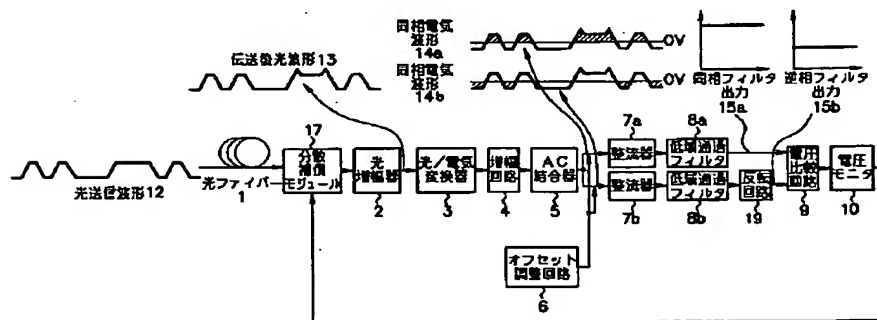 同相電気
波形
14a
同相電気
波形
14b
0V
0V
伝送後光波形13
同相フィルタ
出力
15a
逆相フィルタ
出力
15b
光送信波形12
光ファイバー
1
17
分散
補償
モジュール
光
増幅器
2
光/電気
変換器
3
増幅
回路
4
AC
結合器
5
オフセット
調整回路
6
7a
整流器
整流器
7b
8a
低域通過
フィルタ
低域通過
フィルタ
8b
反転
回路
19
電圧
比較
回路
9
電圧
モニタ
10